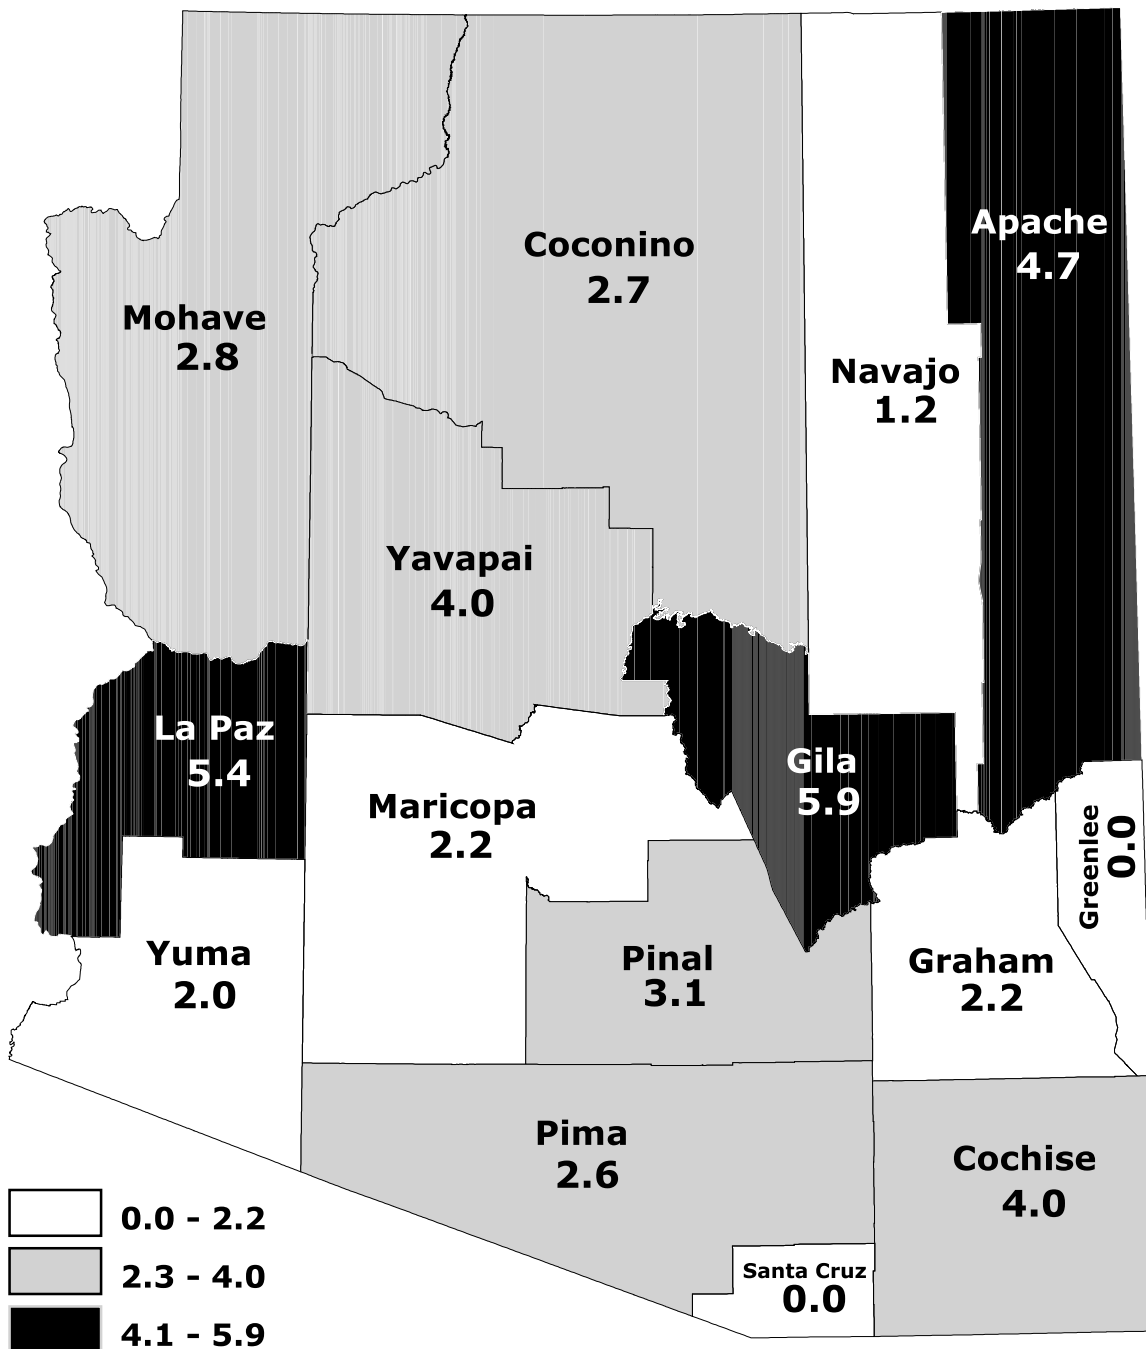 Apache
4.7
Coconino
2.7
Mohave
2.8
Navajo
1.2
Yavapai
4.0
La Paz
5.4
Gila
5.9
Maricopa
2.2
Greenlee
0.0
Yuma
2.0
Pinal
3.1
Graham
2.2
Pima
2.6
Cochise
4.0
Santa Cruz
0.0
0.0 - 2.2
2.3 - 4.0
4.1 - 5.9